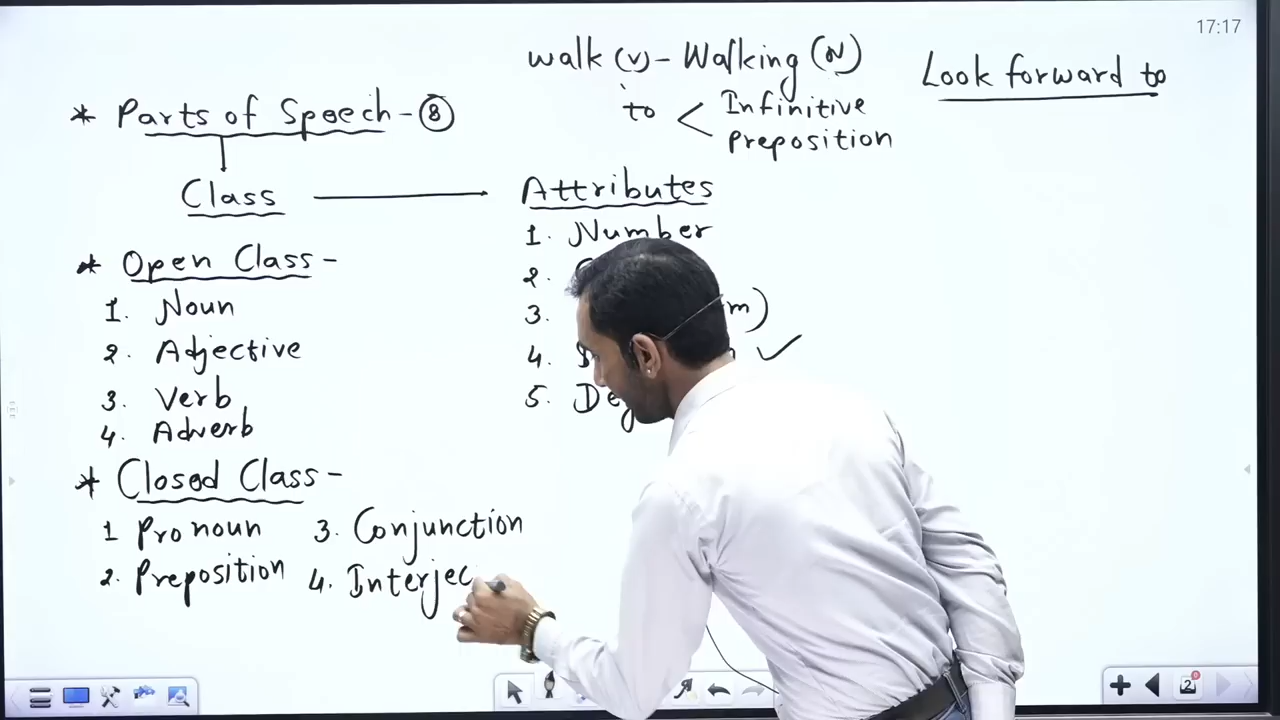 17:17
walk (v) - Walking (N)
Look forward to
to < Infinitive
Preposition
* Parts of Speech - 8
Class
Attributes
1. Number
2.
3. m)
4. ✓
5. De
* Open Class -
1. Noun
2. Adjective
3. Verb
4. Adverb
* Closed Class -
1 Pronoun 3. Conjunction
2. Preposition 4. Interjec
2